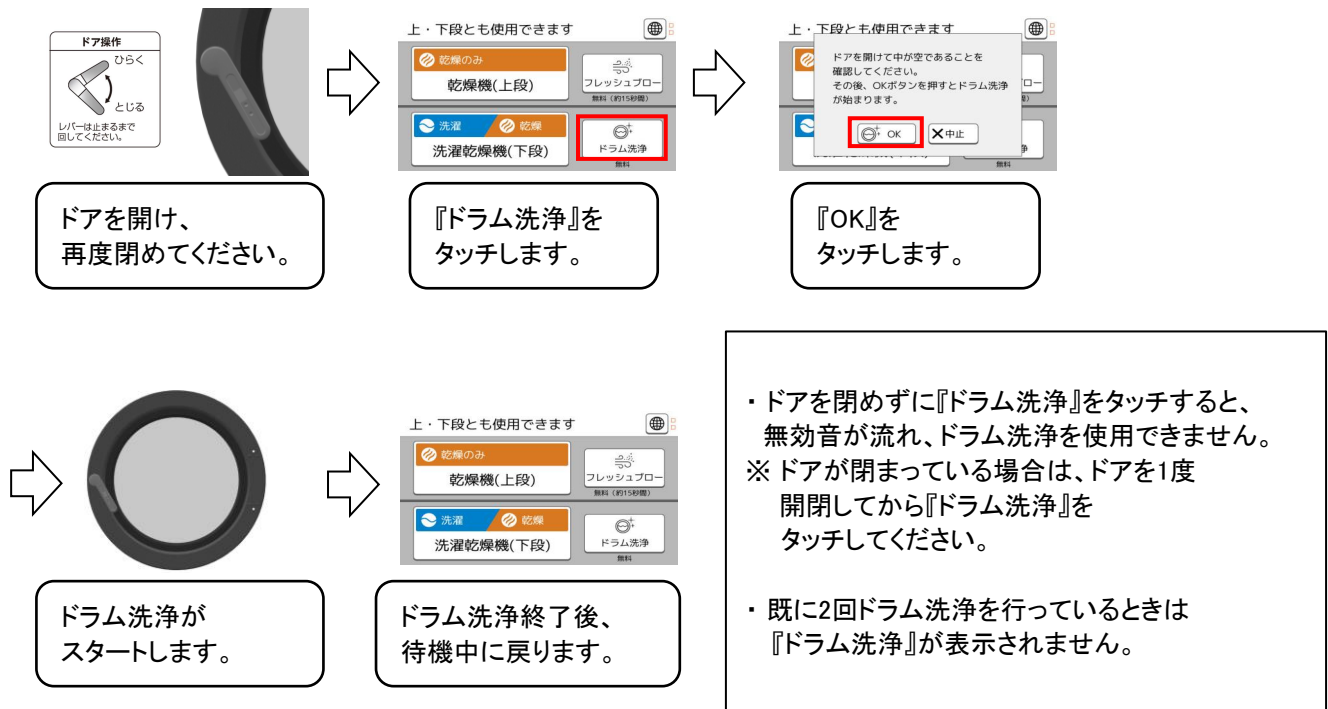 ドア操作
ひらく
とじる
レバーは止まるまで
回してください。
ドアを開け、
再度閉めてください。
上・下段とも使用できます
乾燥のみ
乾燥機(上段)
フレッシュブロー
無料(約15秒間)
洗濯
乾燥
洗濯乾燥機(下段)
ドラム洗浄
無料
『ドラム洗浄』を
タッチします。
上・下段とも使用できます
ドアを開けて中が空であることを
確認してください。
その後、OKボタンを押すとドラム洗浄
が始まります。
OK
中止
無料
『OK』を
タッチします。
ドラム洗浄が
スタートします。
上・下段とも使用できます
乾燥のみ
乾燥機(上段)
フレッシュブロー
無料(約15秒間)
洗濯
乾燥
洗濯乾燥機(下段)
ドラム洗浄
無料
ドラム洗浄終了後、
待機中に戻ります。
・ドアを閉めずに『ドラム洗浄』をタッチすると、
無効音が流れ、ドラム洗浄を使用できません。
※ ドアが閉まっている場合は、ドアを1度
開閉してから『ドラム洗浄』を
タッチしてください。
・ 既に2回ドラム洗浄を行っているときは
『ドラム洗浄』が表示されません。